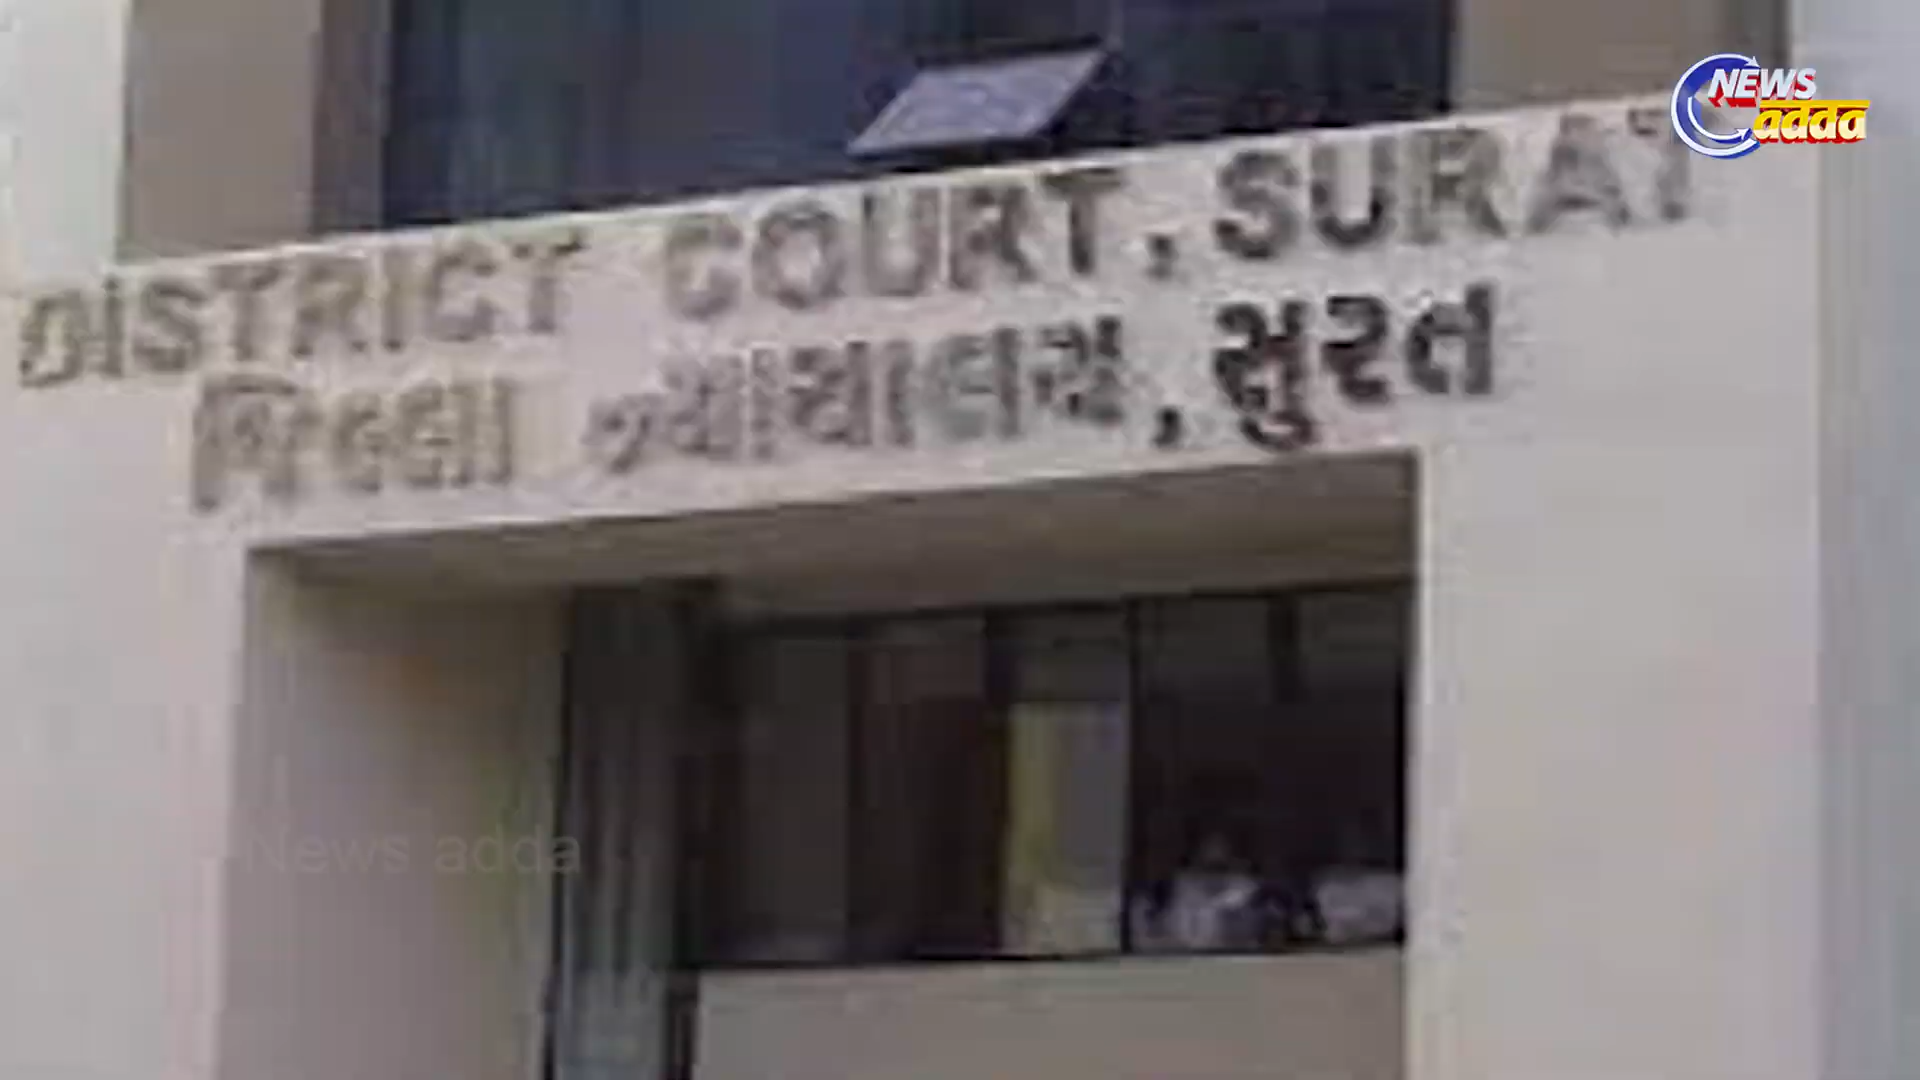 NEWS
adda
DISTRICT COURT, SURAT
જિલ્લા ન્યાયાલય, સુરત
News adda